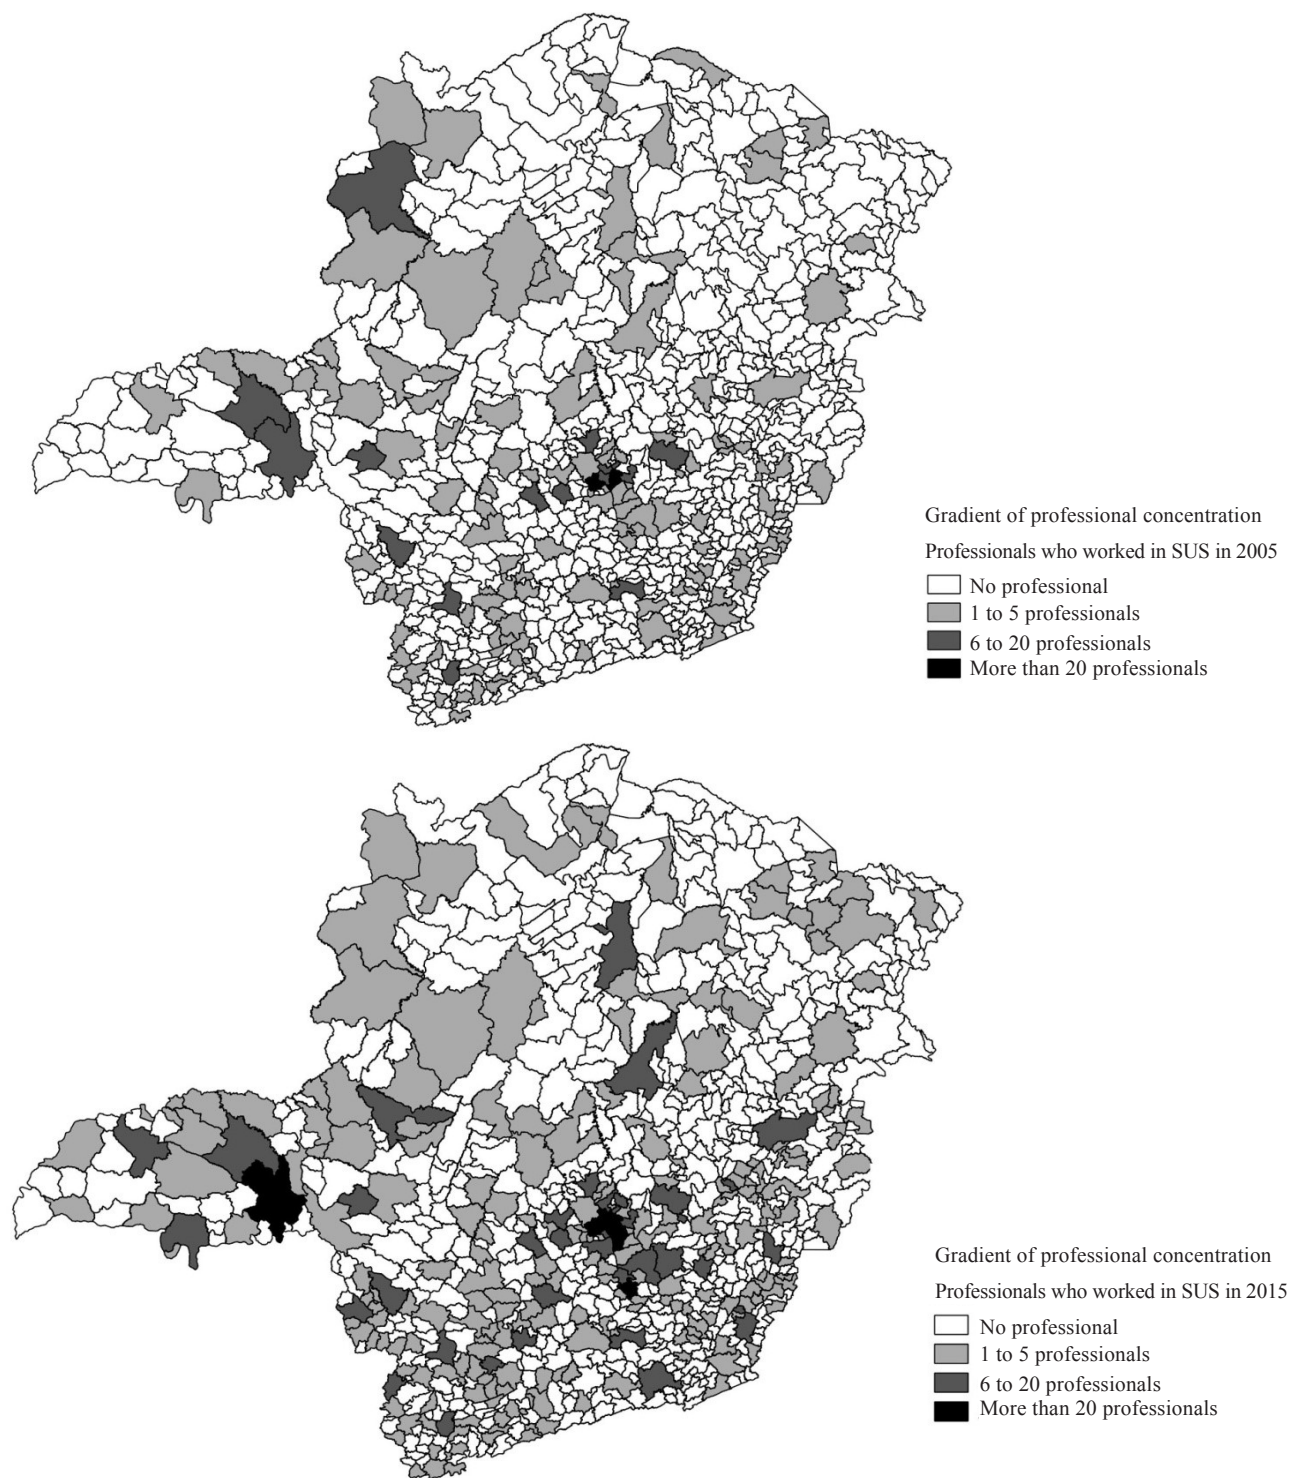 Gradient of professional concentration
Professionals who worked in SUS in 2005
No professional
1 to 5 professionals
6 to 20 professionals
More than 20 professionals
Gradient of professional concentration
Professionals who worked in SUS in 2015
No professional
1 to 5 professionals
6 to 20 professionals
More than 20 professionals